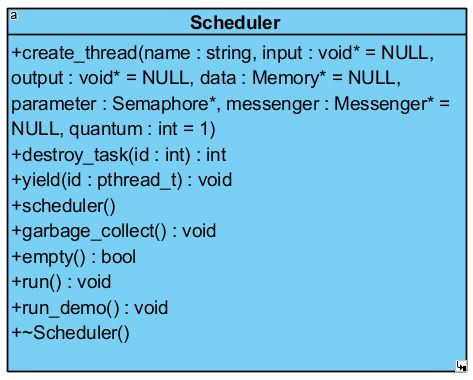 a
Scheduler
+create_thread(name : string, input : void* = NULL,
output : void* = NULL, data : Memory* = NULL,
parameter : Semaphore*, messenger : Messenger* =
NULL, quantum : int = 1)
+destroy_task(id : int) : int
+yield(id : pthread_t) : void
+scheduler()
+garbage_collect() : void
+empty() : bool
+run() : void
+run_demo() : void
+~Scheduler()